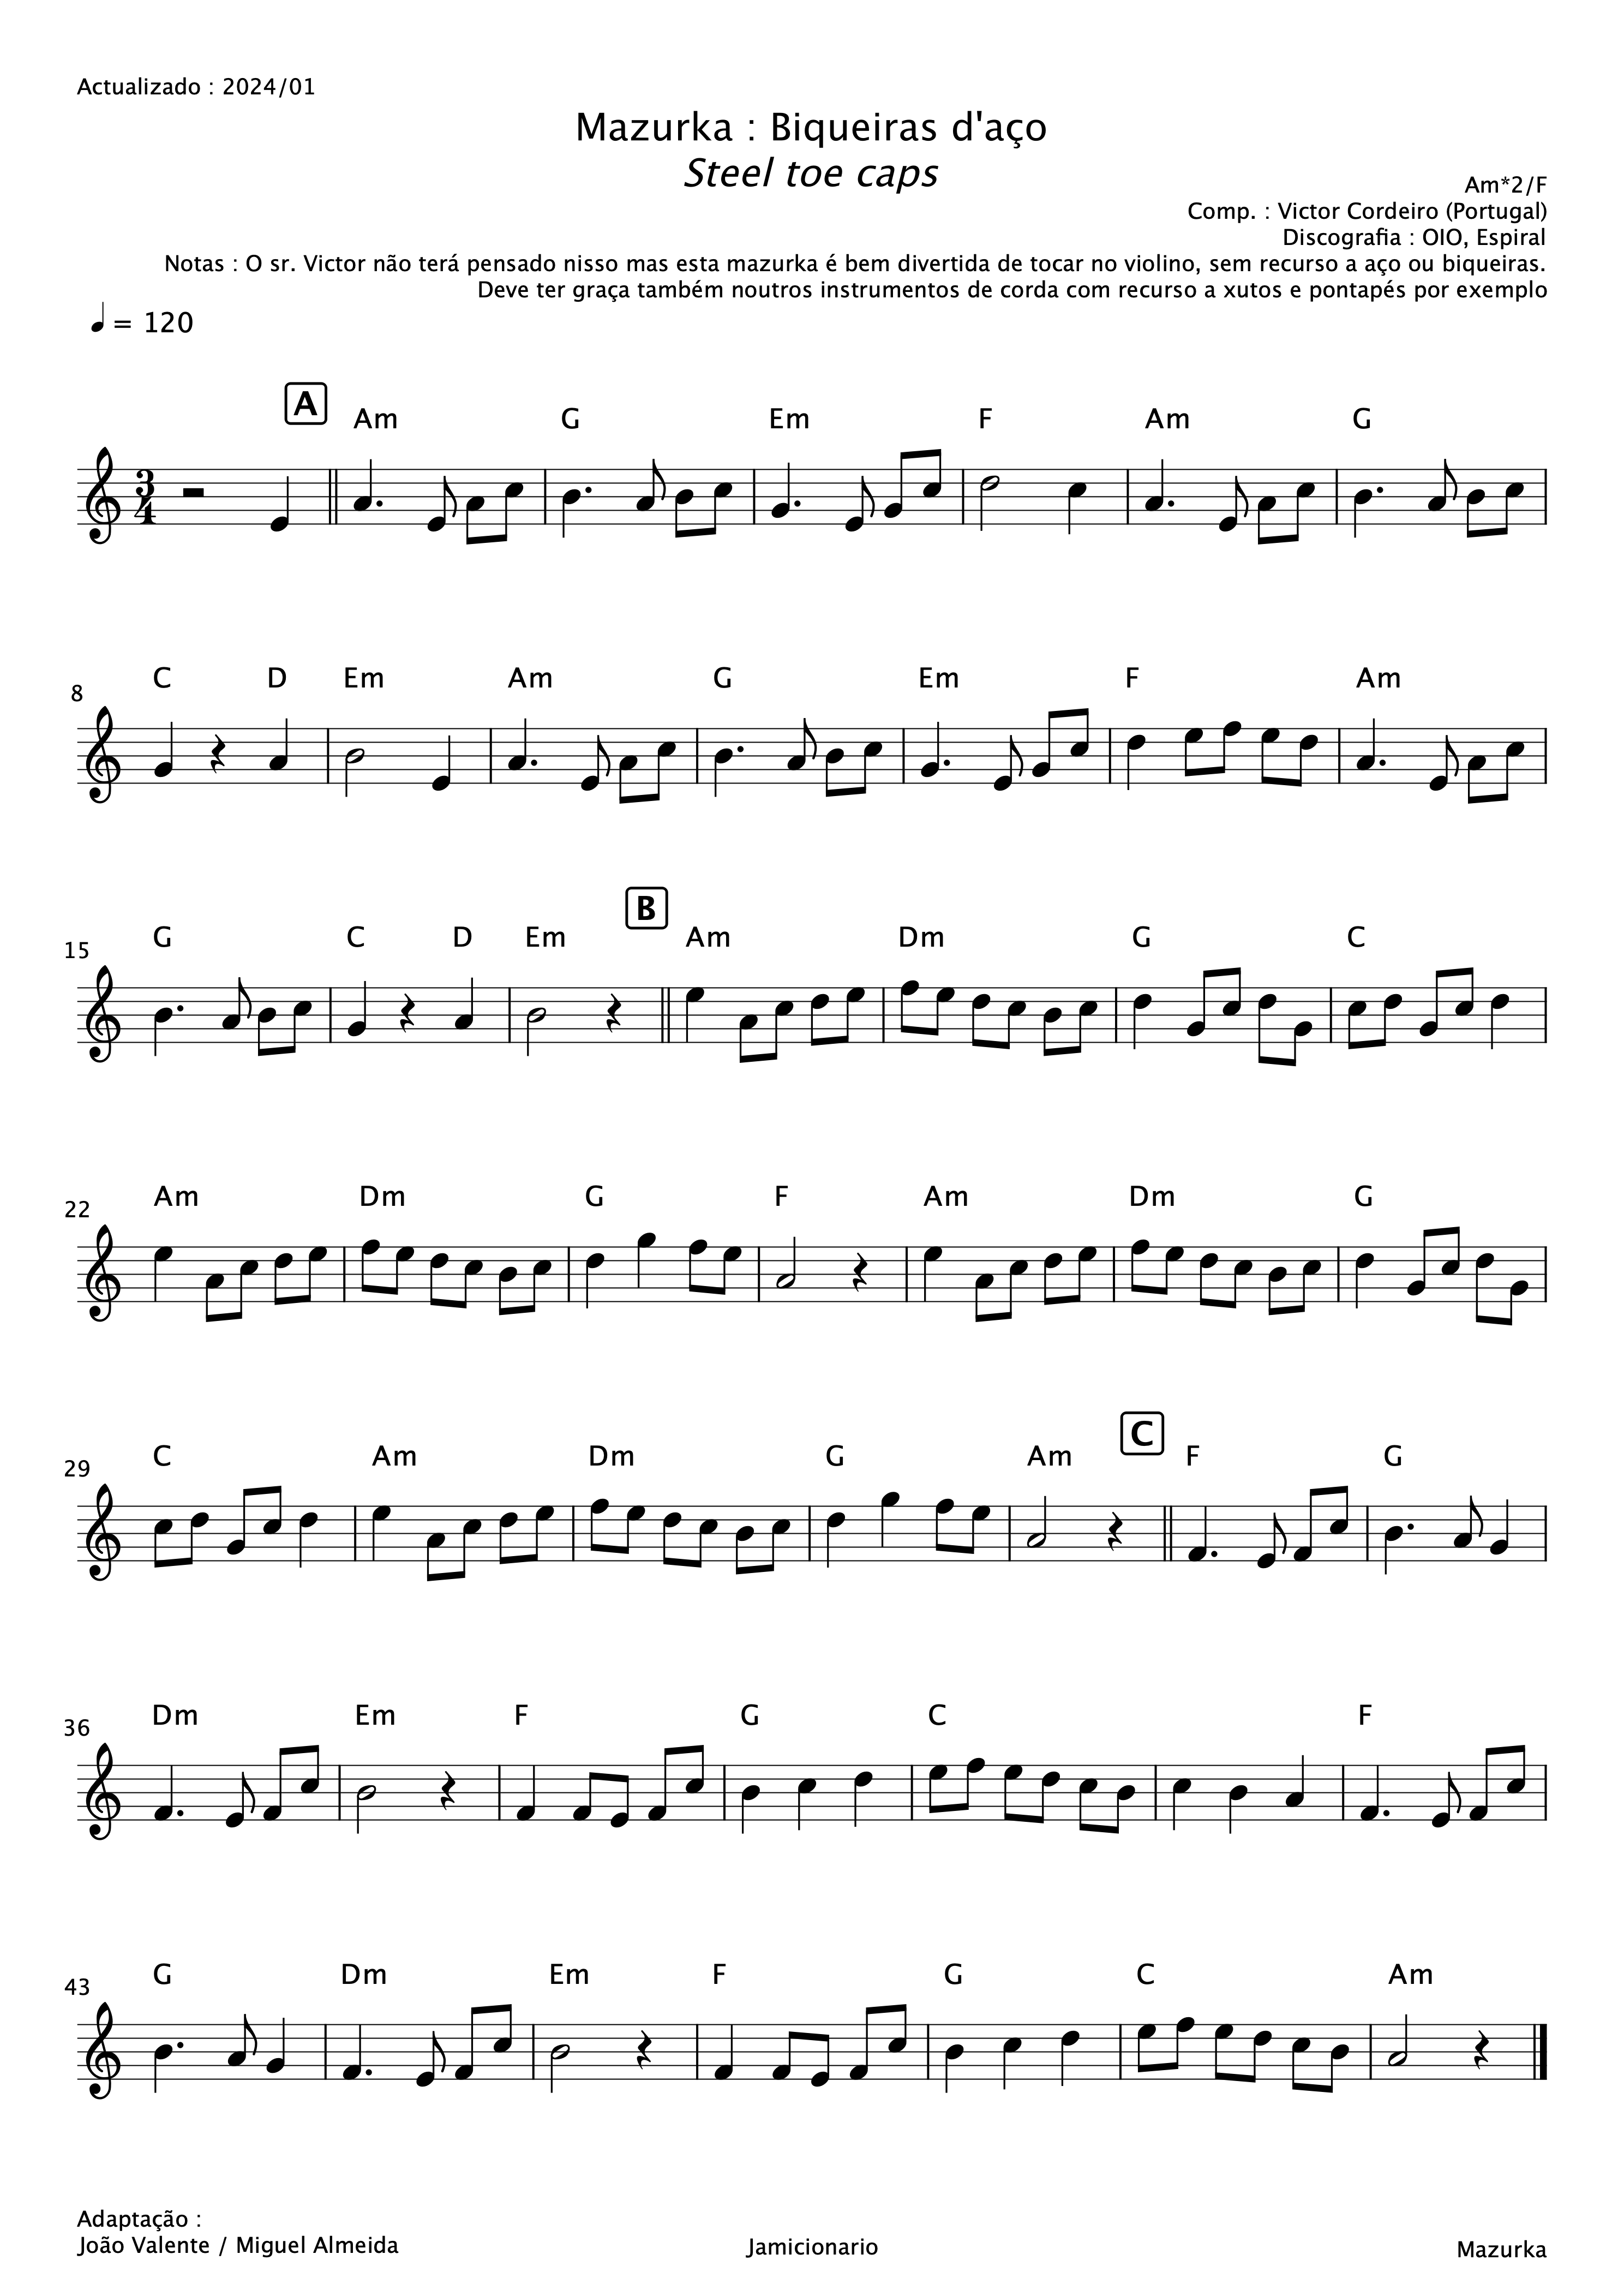 Actualizado : 2024/01
Mazurka : Biqueiras d'aço
Steel toe caps
Am*2/F
Comp. : Victor Cordeiro (Portugal)
Discografia : OIO, Espiral
Notas : O sr. Victor não terá pensado nisso mas esta mazurka é bem divertida de tocar no violino, sem recurso a aço ou biqueiras.
Deve ter graça também noutros instrumentos de corda com recurso a xutos e pontapés por exemplo
= 120
A
Am G Em F Am G
3
4
C D Em Am G Em F Am
8
B
G C D Em Am Dm G C
15
Am Dm G F Am Dm G
22
C
C Am Dm G Am F G
29
Dm Em F G C F
36
G Dm Em F G C Am
43
Adaptação :
João Valente / Miguel Almeida
Jamicionario
Mazurka